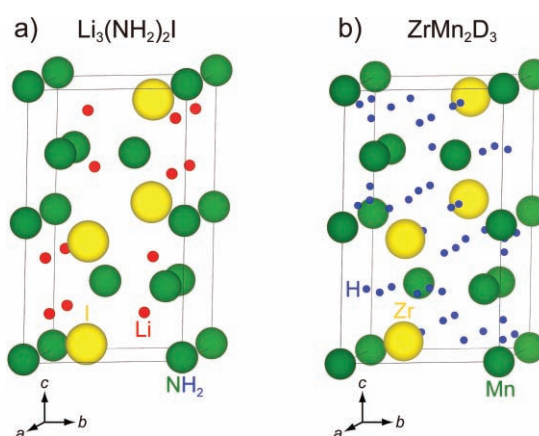 a) Li₃(NH₂)₂I
I
Li
NH₂
c
b
a
b) ZrMn₂D₃
H
Zr
Mn
c
b
a